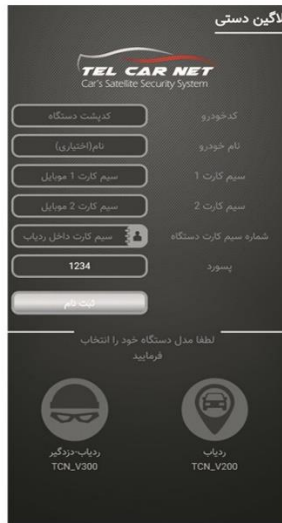 لاگین دستی
TEL CAR NET
Car's Satellite Security System
کدخودرو
کدپشت دستگاه
نام خودرو
نام(اختیاری)
سیم کارت 1
سیم کارت 1 موبایل
سیم کارت 2
سیم کارت 2 موبایل
شماره سیم کارت دستگاه
سیم کارت داخل ردیاب
پسورد
1234
ثبت نام
لطفا مدل دستگاه خود را انتخاب
فرمایید
ردیاب
TCN_V200
ردیاب-دزدگیر
TCN_V300